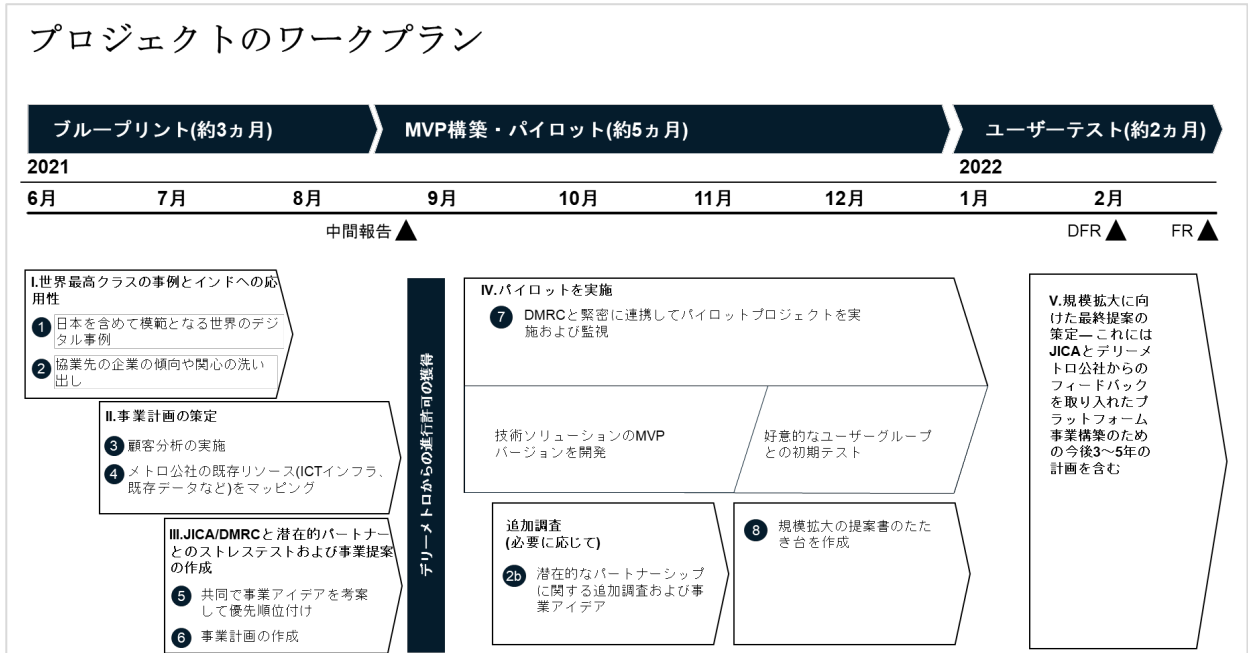 プロジェクトのワークプラン
ブループリント(約3ヵ月)
MVP構築・パイロット(約5ヵ月)
ユーザーテスト(約2ヵ月)
2021
2022
6月
7月
8月
9月
10月
11月
12月
1月
2月
中間報告
DFR
FR
I.世界最高クラスの事例とインドへの応
用性
1 日本を含めて模範となる世界のデジ
タル事例
2 協業先の企業の傾向や関心の洗い
出し
II.事業計画の策定
3 顧客分析の実施
4 メトロ公社の既存リソース(ICTインフラ、
既存データなど)をマッピング
III.JICA/DMRCと潜在的パートナー
とのストレステストおよび事業提案
の作成
5 共同で事業アイデアを考案
して優先順位付け
6 事業計画の作成
デリーメトロからの進行許可の獲得
IV.パイロットを実施
7 DMRCと緊密に連携してパイロットプロジェクトを実
施および監視
技術ソリューションのMVP
バージョンを開発
好意的なユーザーグループ
との初期テスト
追加調査
(必要に応じて)
2b 潜在的なパートナーシップ
に関する追加調査および事
業アイデア
8 規模拡大の提案書のたた
き台を作成
V.規模拡大に向
けた最終提案の
策定―これには
JICAとデリーメ
トロ公社からの
フィードバック
を取り入れたプ
ラットフォーム
事業構築のため
の今後3～5年の
計画を含む